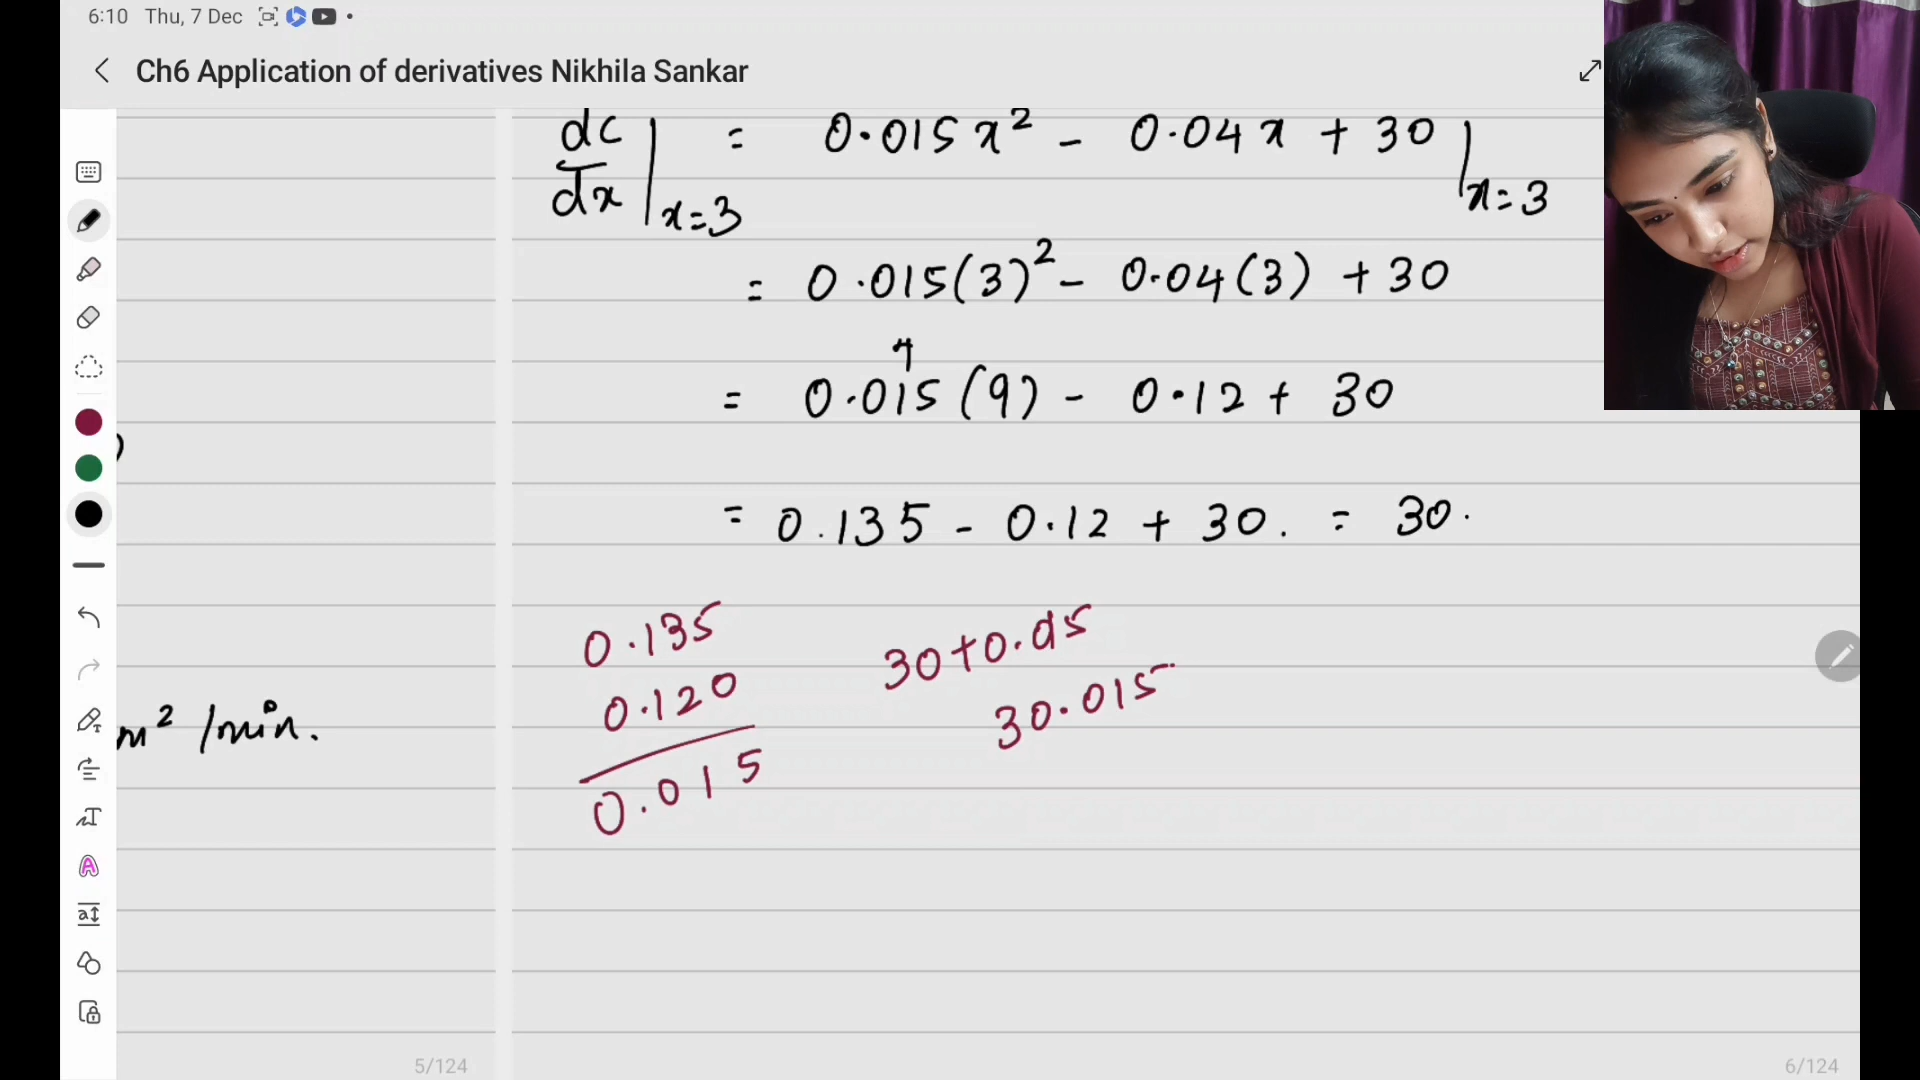 6:10 Thu, 7 Dec
Ch6 Application of derivatives Nikhila Sankar
dc/dx |x=3 = 0.015x² - 0.04x + 30 |x=3
= 0.015(3)² - 0.04(3) + 30
4
= 0.015(9) - 0.12 + 30
= 0.135 - 0.12 + 30. = 30.
0.135
0.120
0.015
30+0.015
30.015
m²/min.
5/124
6/124